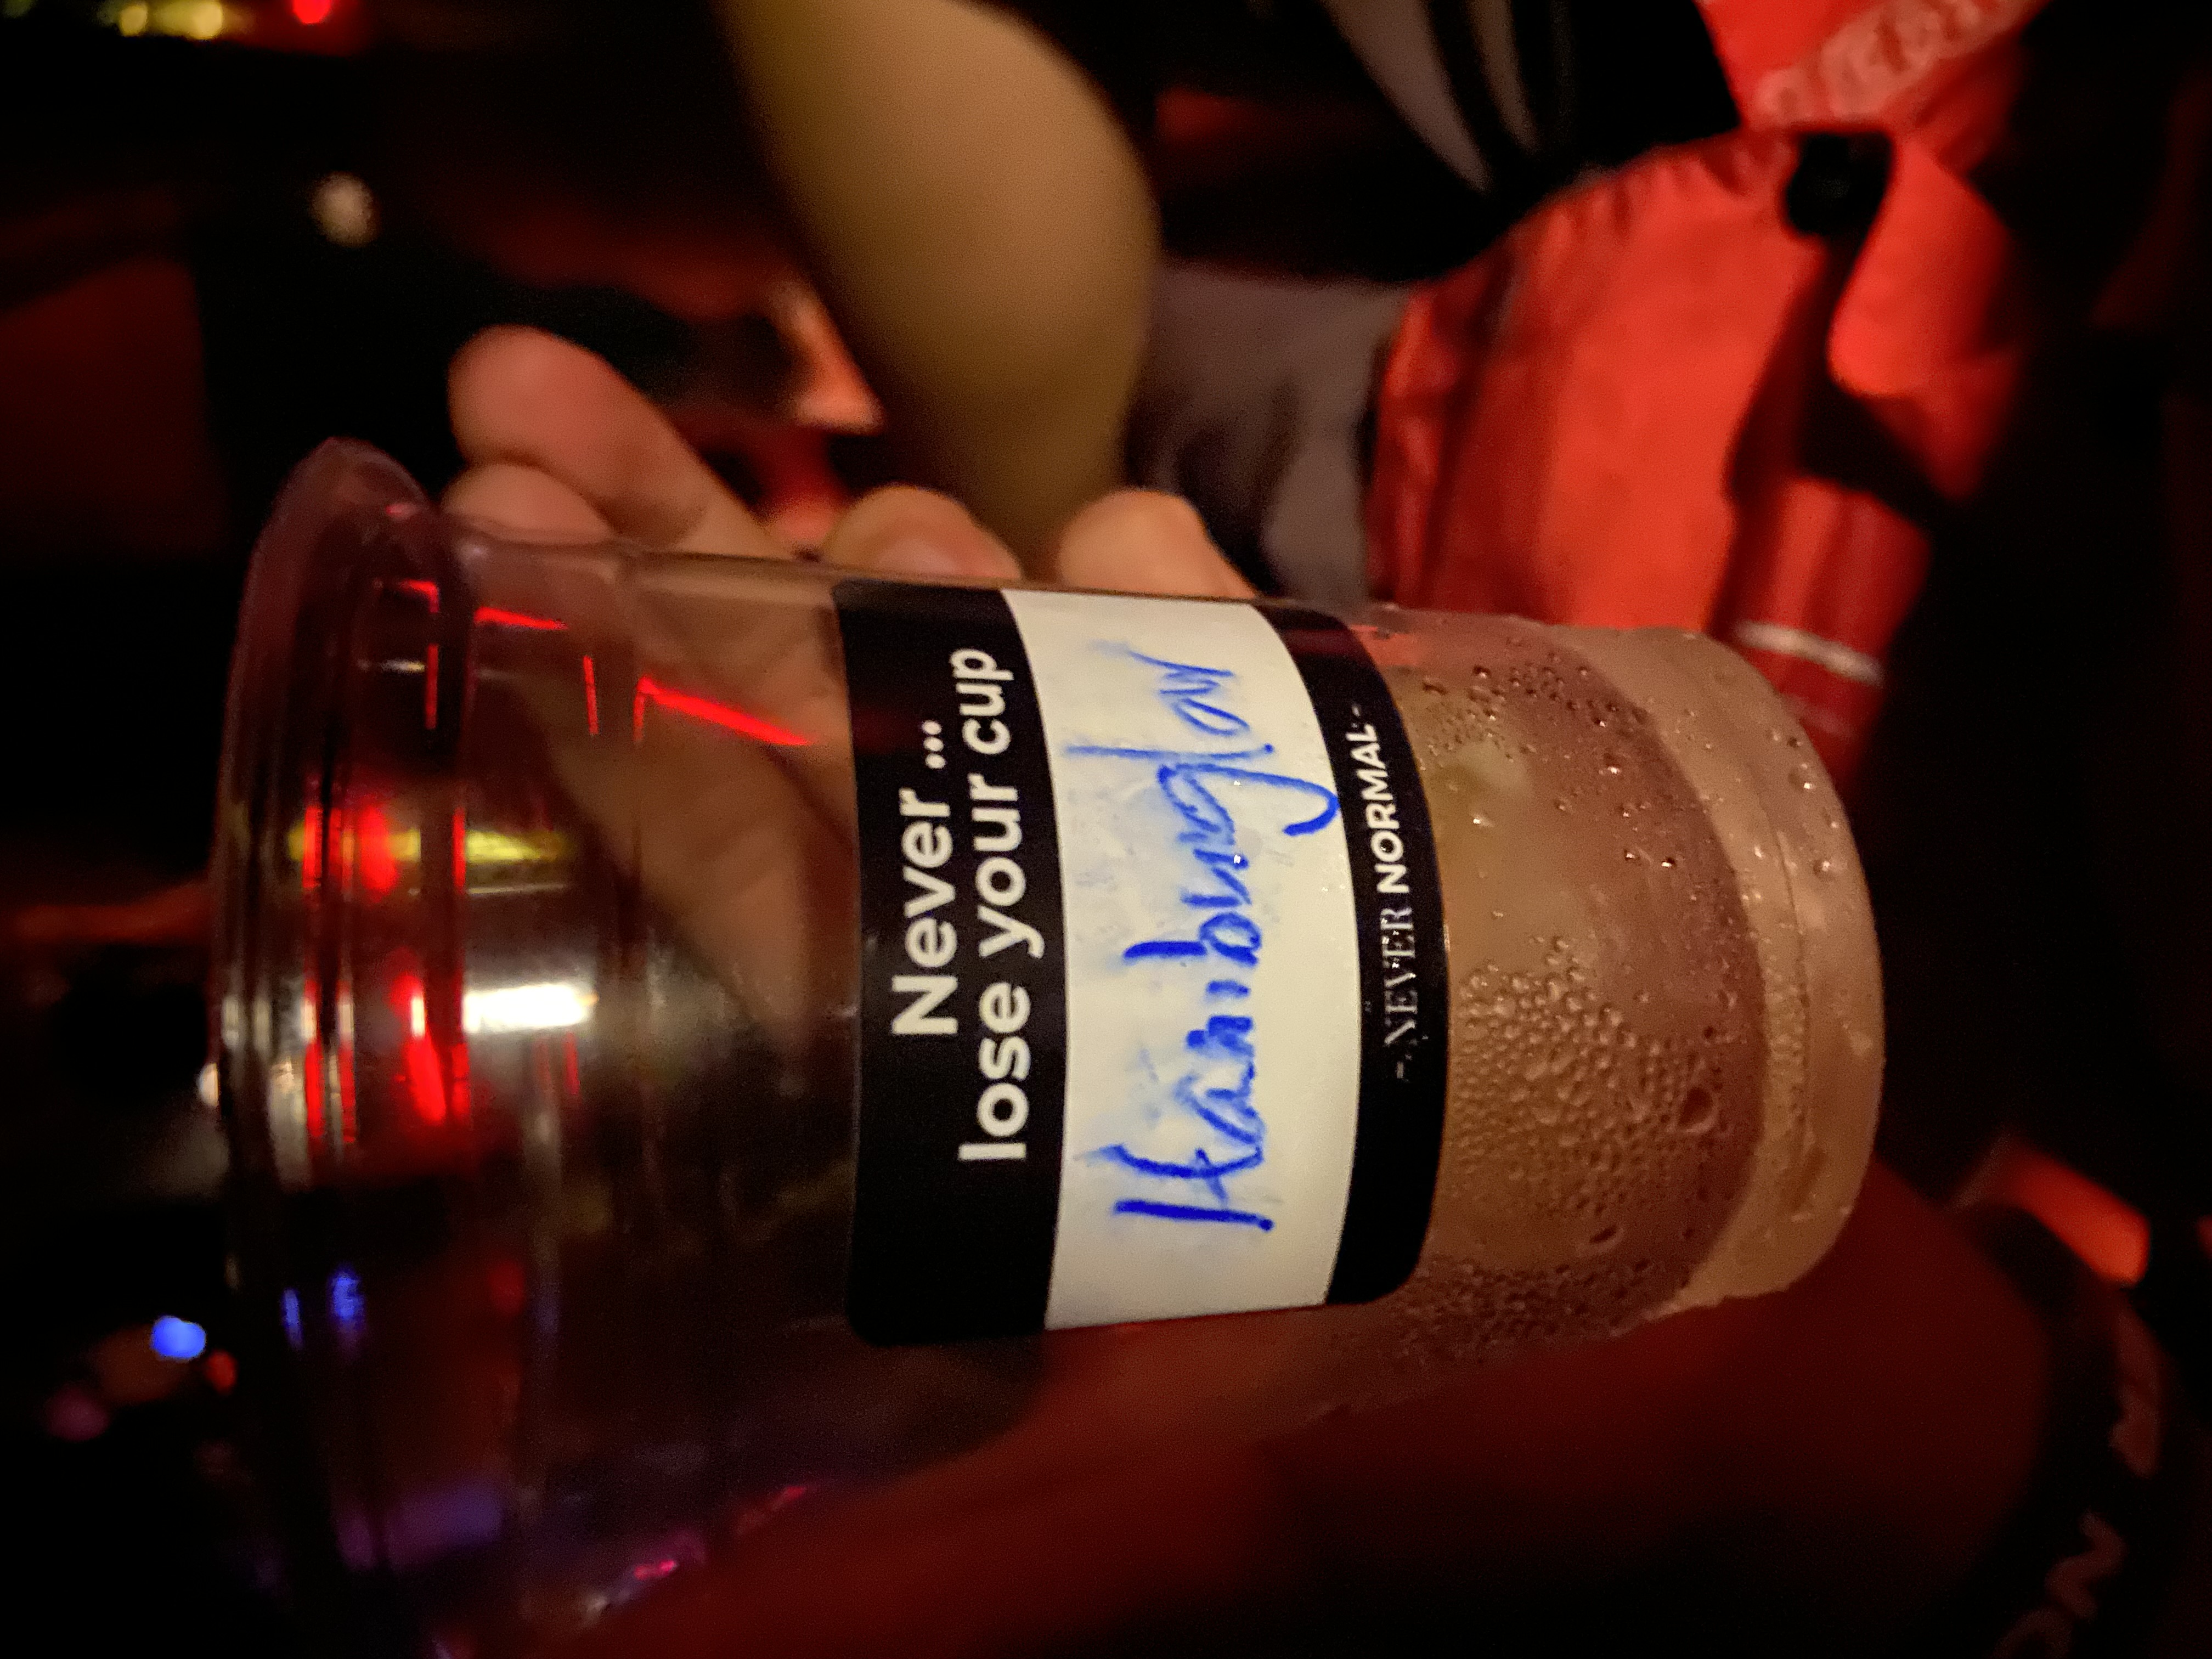 Never...
lose your cup
Hamburglar
-NEVER NORMAL-